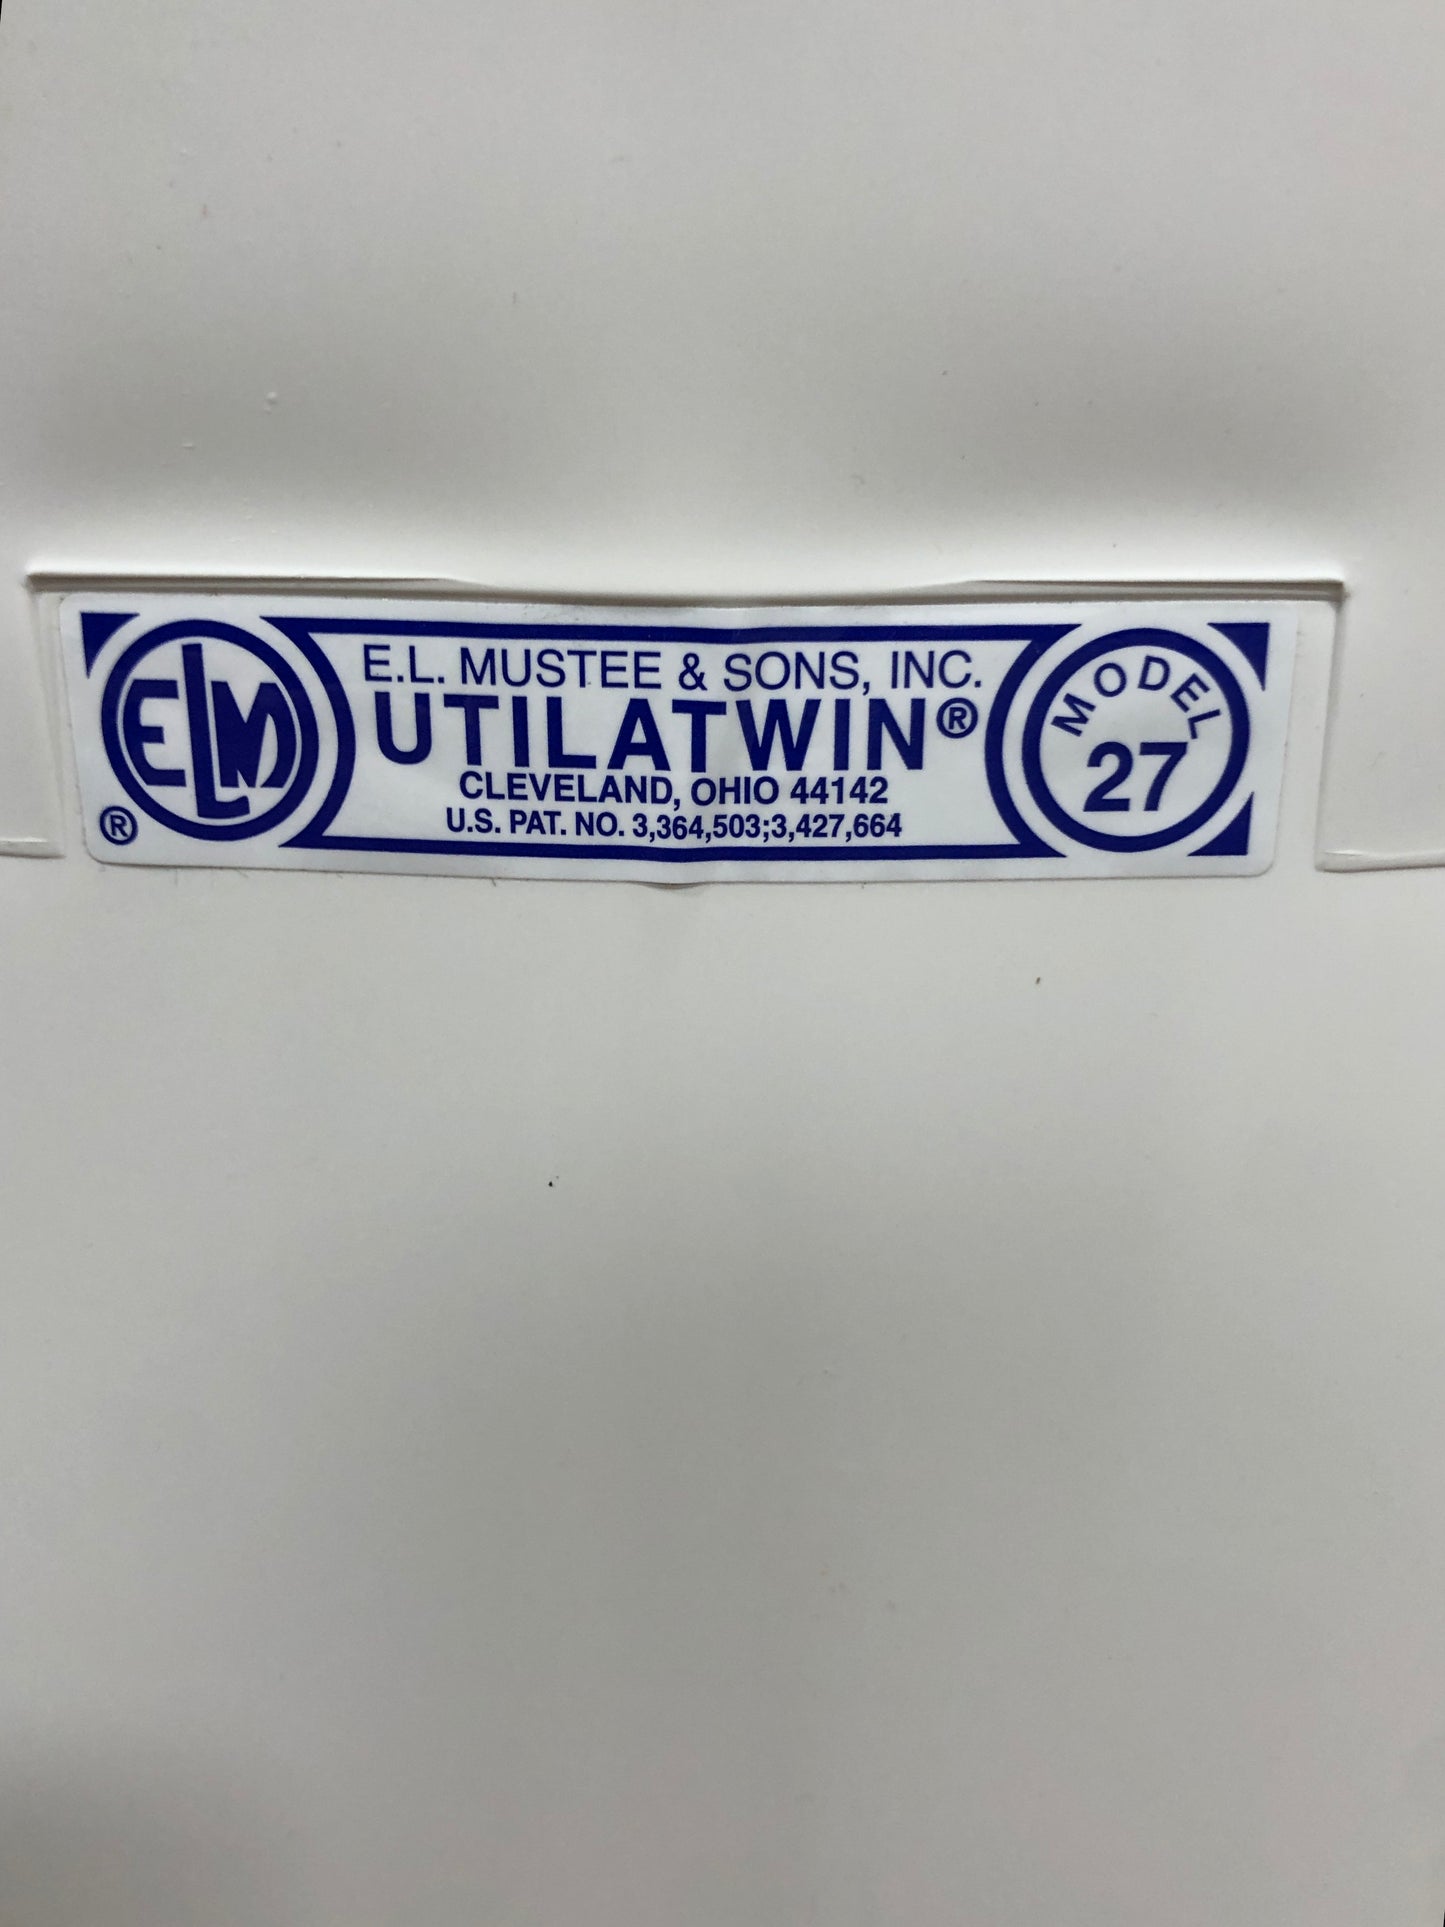 ELM
®
E.L. MUSTEE & SONS, INC.
UTILATWIN®
CLEVELAND, OHIO 44142
U.S. PAT. NO. 3,364,503;3,427,664
MODEL
27